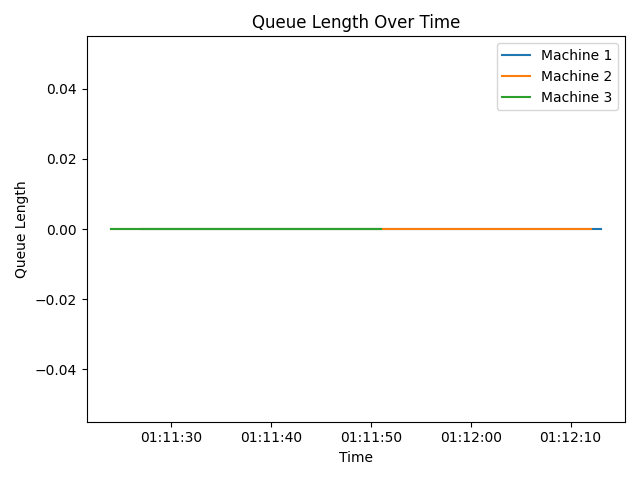 Queue Length Over Time
Machine 1
Machine 2
Machine 3
Queue Length
0.04
0.02
0.00
−0.02
−0.04
01:11:30 01:11:40 01:11:50 01:12:00 01:12:10
Time